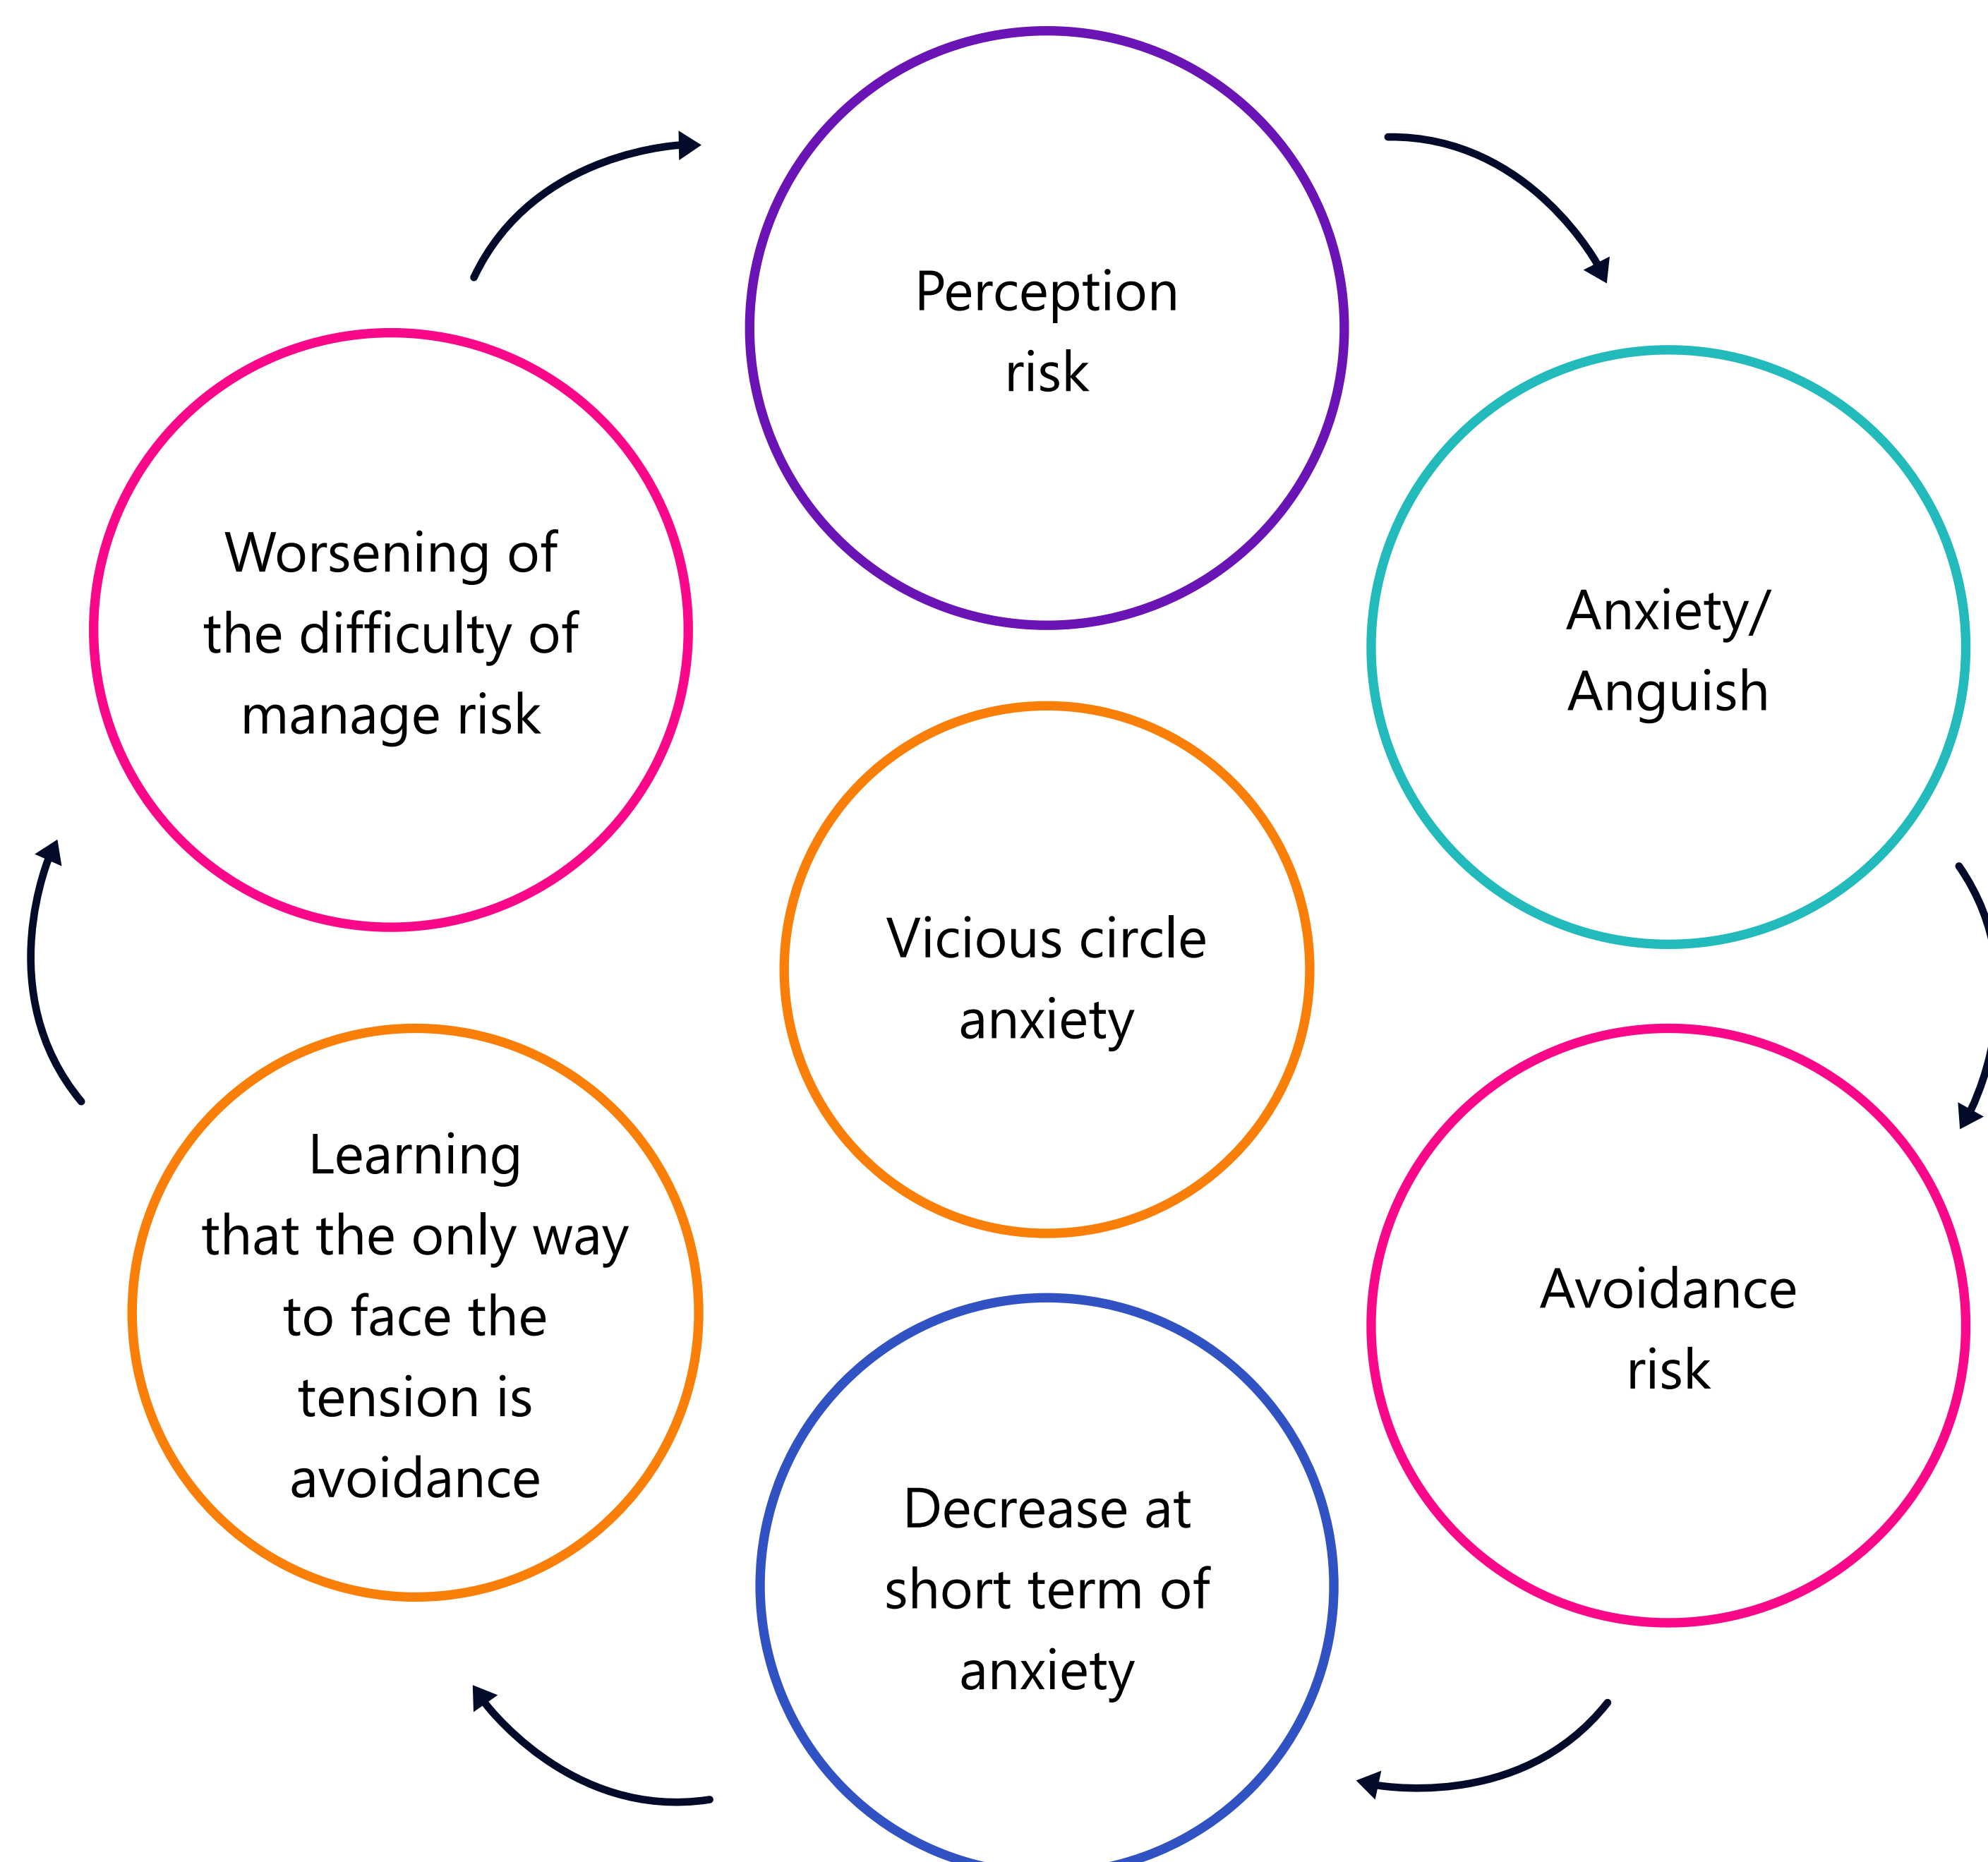 Perception
risk
Anxiety/
Anguish
Avoidance
risk
Decrease at
short term of
anxiety
Learning
that the only way
to face the
tension is
avoidance
Worsening of
the difficulty of
manage risk
Vicious circle
anxiety